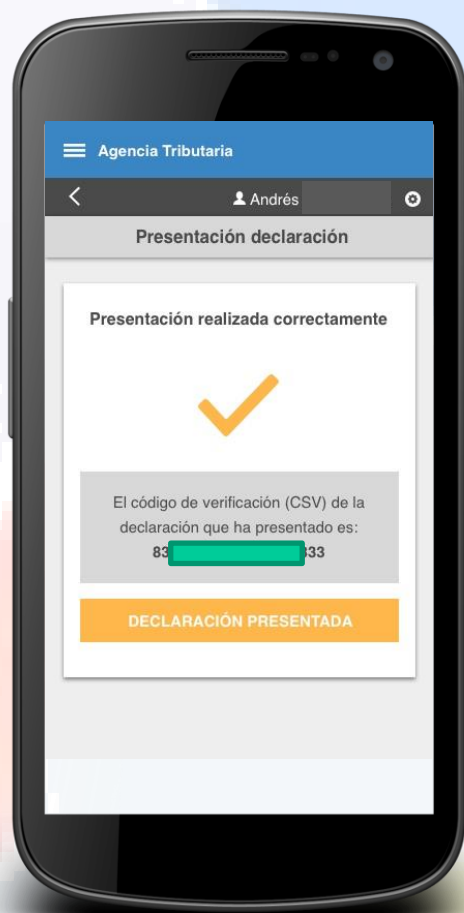 Agencia Tributaria
Andrés
Presentación declaración
Presentación realizada correctamente
El código de verificación (CSV) de la
declaración que ha presentado es:
83 333
DECLARACIÓN PRESENTADA